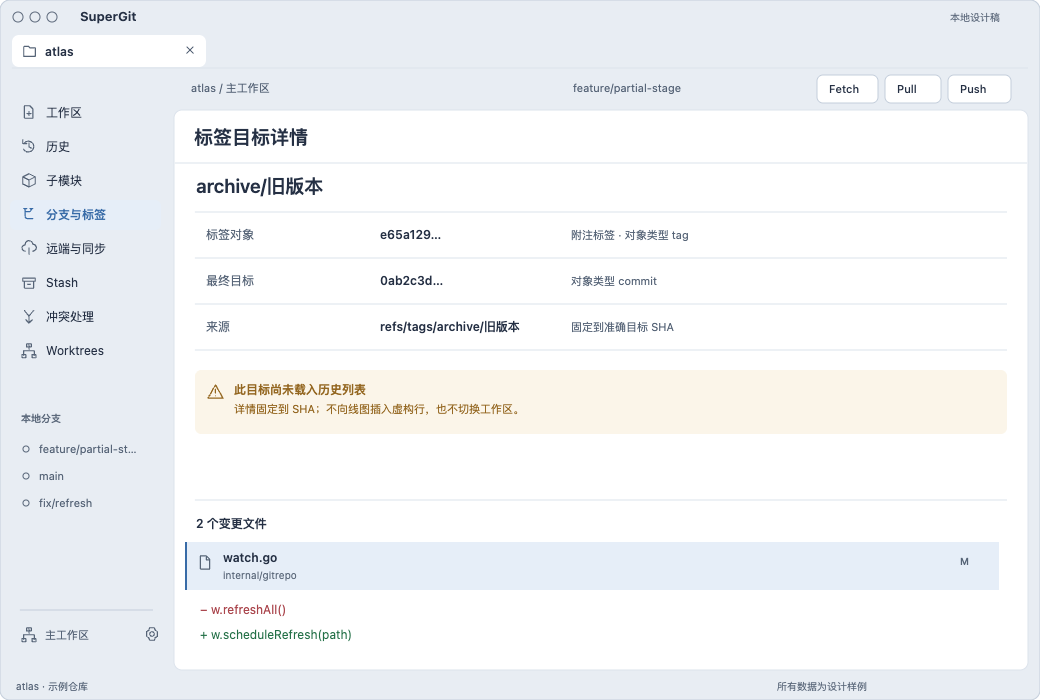 SuperGit
本地设计稿
atlas
atlas / 主工作区
feature/partial-stage
Fetch
Pull
Push
工作区
历史
子模块
分支与标签
远端与同步
Stash
冲突处理
Worktrees
本地分支
feature/partial-st...
main
fix/refresh
主工作区
标签目标详情
archive/旧版本
标签对象
e65a129...
附注标签 · 对象类型 tag
最终目标
0ab2c3d...
对象类型 commit
来源
refs/tags/archive/旧版本
固定到准确目标 SHA
此目标尚未载入历史列表
详情固定到 SHA；不向线图插入虚构行，也不切换工作区。
2 个变更文件
watch.go
internal/gitrepo
M
− w.refreshAll()
+ w.scheduleRefresh(path)
atlas · 示例仓库
所有数据为设计样例